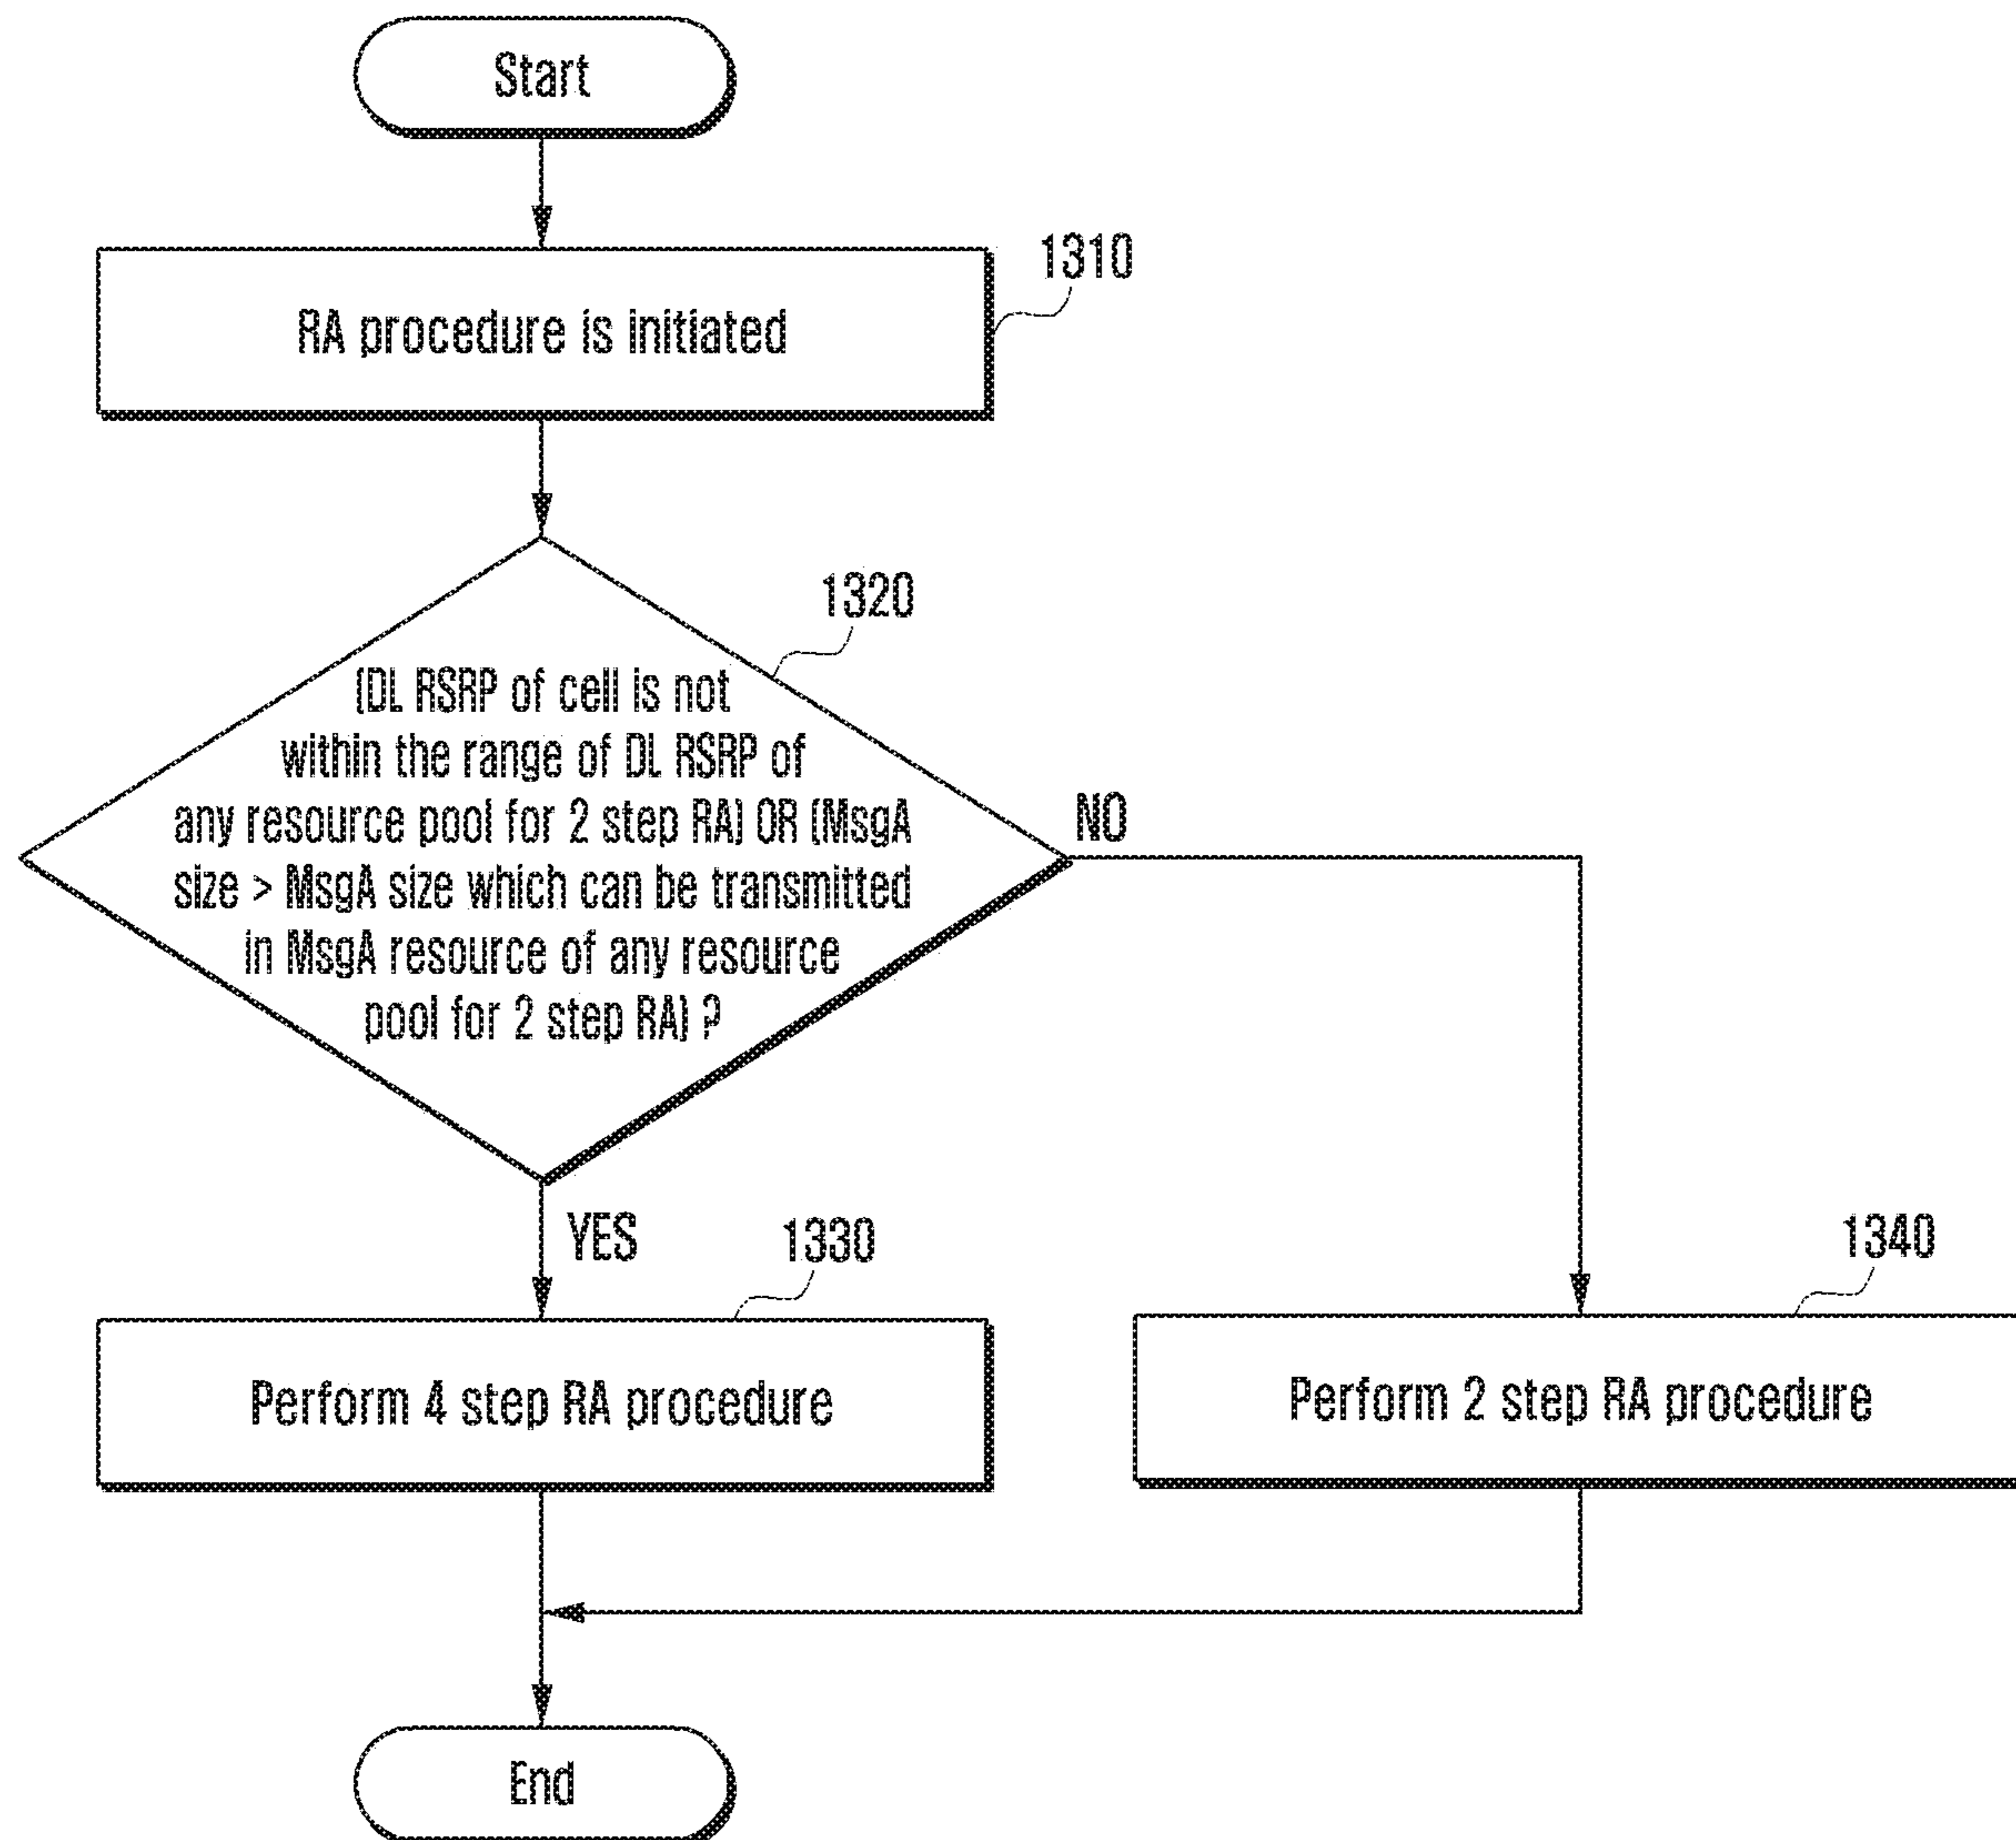 Start
1310
RA procedure is initiated
1320
(DL RSRP of cell is not
within the range of DL RSRP of
any resource pool for 2 step RA) OR (MsgA
size > MsgA size which can be transmitted
in MsgA resource of any resource
pool for 2 step RA) ?
NO
YES
1330
1340
Perform 4 step RA procedure
Perform 2 step RA procedure
End